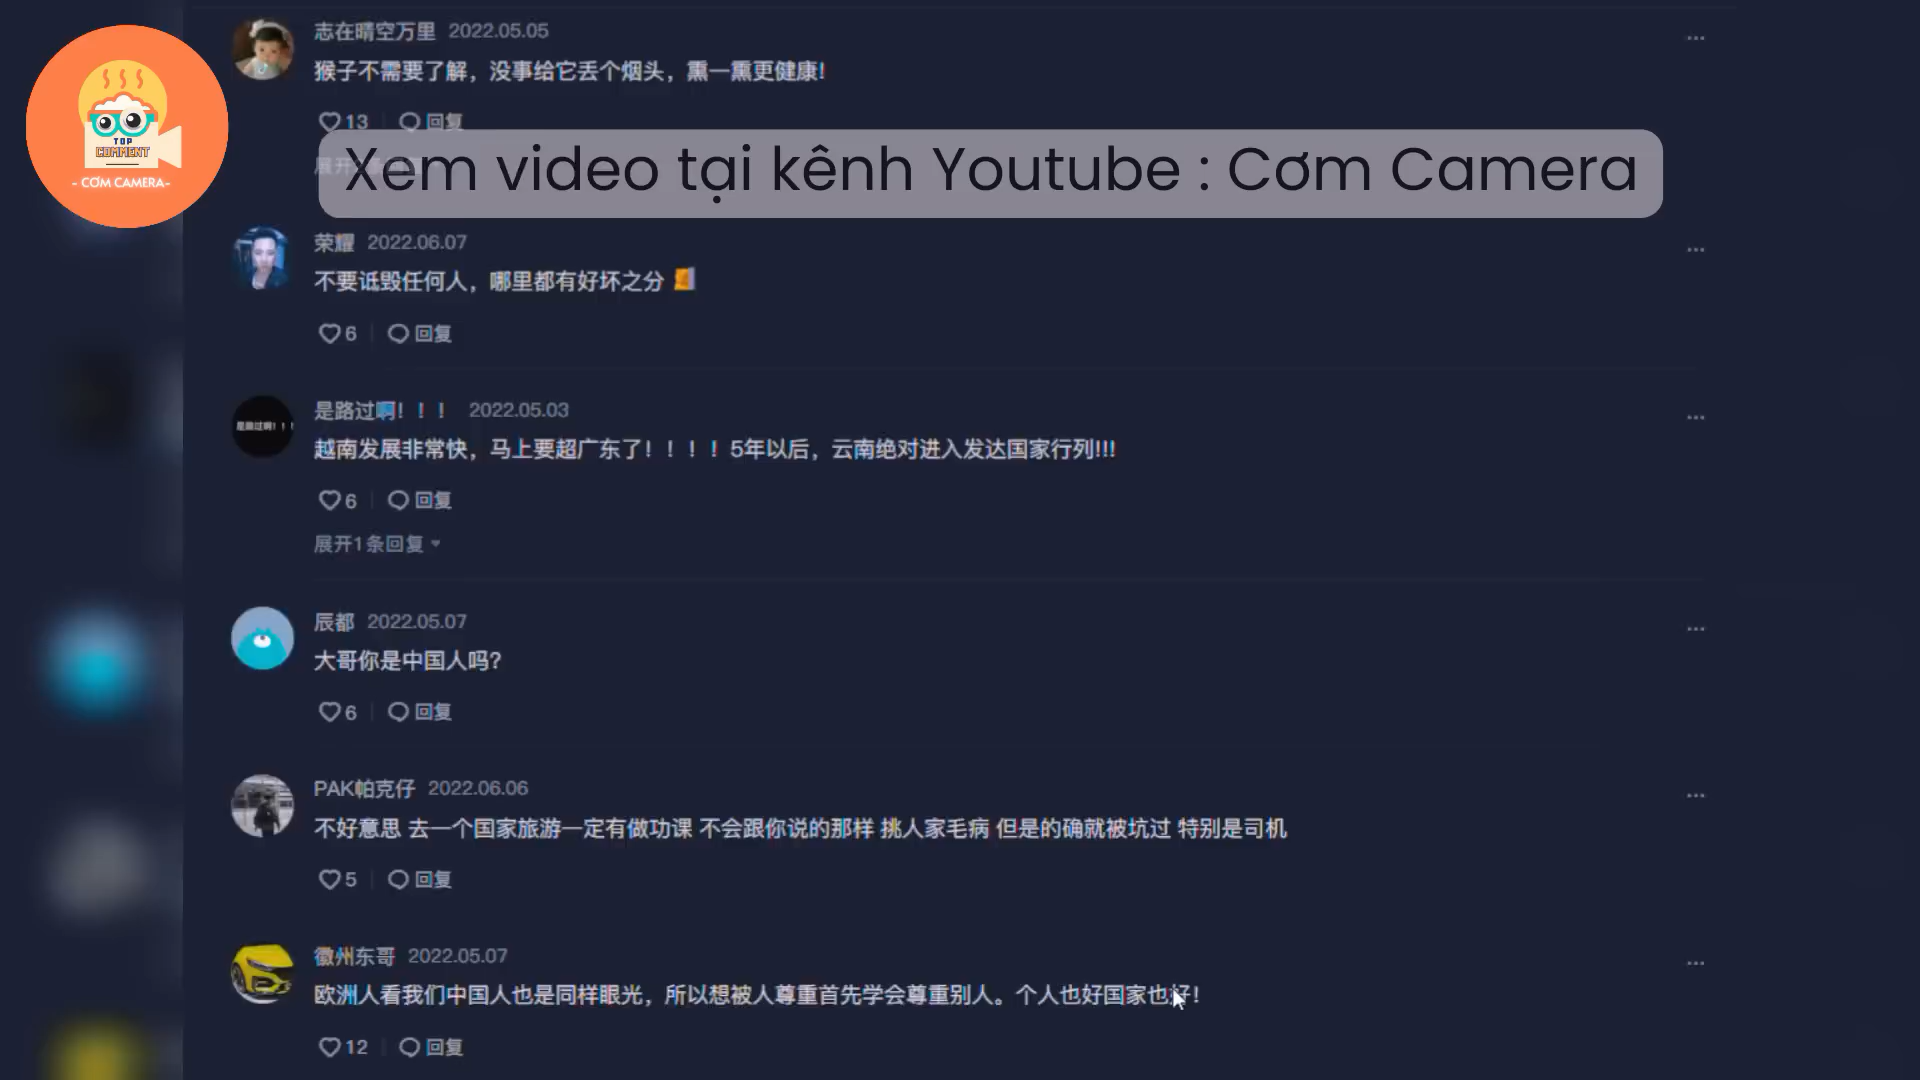 志在晴空万里 2022.05.05
猴子不需要了解，没事给它丢个烟头，熏一熏更健康!
13 回复
展开
Xem video tại kênh Youtube : Cơm Camera
TOP
COMMENT
- CƠM CAMERA-
荣耀 2022.06.07
不要诋毁任何人，哪里都有好坏之分
6 回复
是路过啊！！！ 2022.05.03
是路过啊！！！
越南发展非常快，马上要超广东了！！！！5年以后，云南绝对进入发达国家行列!!!
6 回复
展开1条回复
辰都 2022.05.07
大哥你是中国人吗?
6 回复
PAK帕克仔 2022.06.06
不好意思 去一个国家旅游一定有做功课 不会跟你说的那样 挑人家毛病 但是的确就被坑过 特别是司机
5 回复
徽州东哥 2022.05.07
欧洲人看我们中国人也是同样眼光，所以想被人尊重首先学会尊重别人。个人也好国家也好!
12 回复